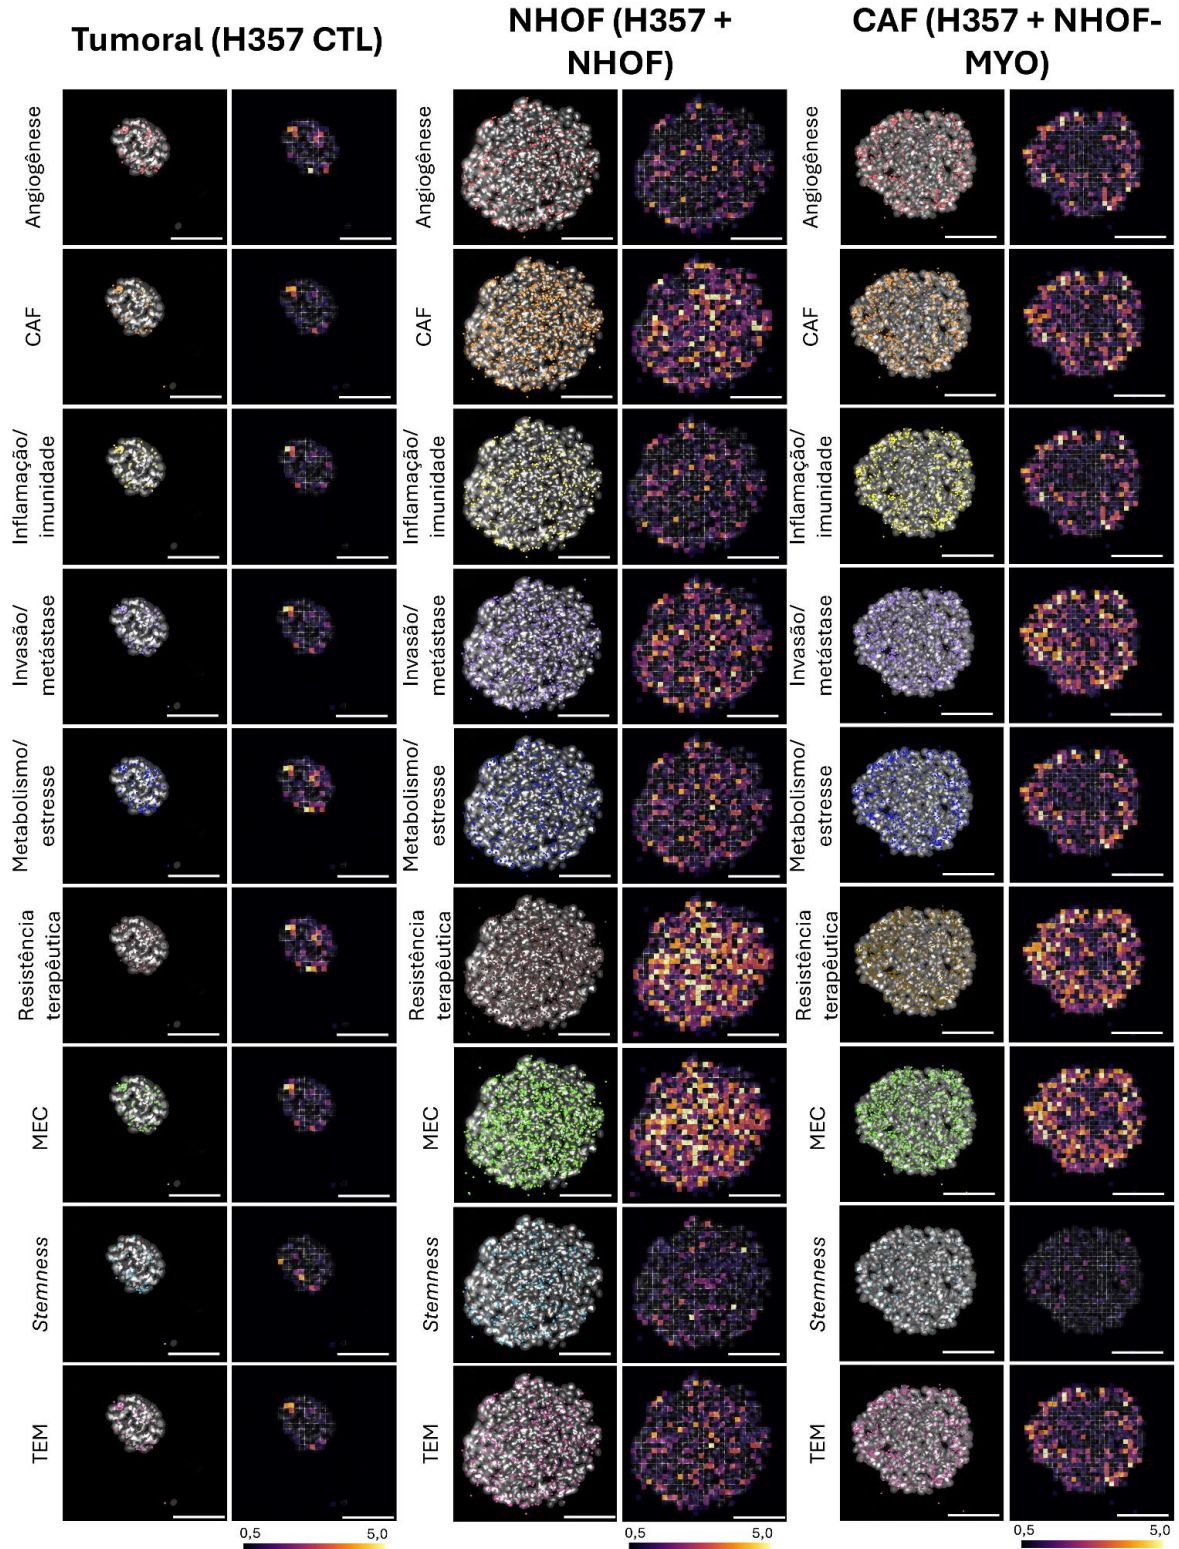 Tumoral (H357 CTL)
NHOF (H357 +
NHOF)
CAF (H357 + NHOF-
MYO)
Angiogênese
Angiogênese
Angiogênese
CAF
CAF
CAF
Inflamação/
imunidade
Inflamação/
imunidade
Inflamação/
imunidade
Invasão/
metástase
Invasão/
metástase
Invasão/
metástase
Metabolismo/
estresse
Metabolismo/
estresse
Metabolismo/
estresse
Resistência
terapêutica
Resistência
terapêutica
Resistência
terapêutica
MEC
MEC
MEC
Stemness
Stemness
Stemness
TEM
TEM
TEM
0,5 5,0
0,5 5,0
0,5 5,0